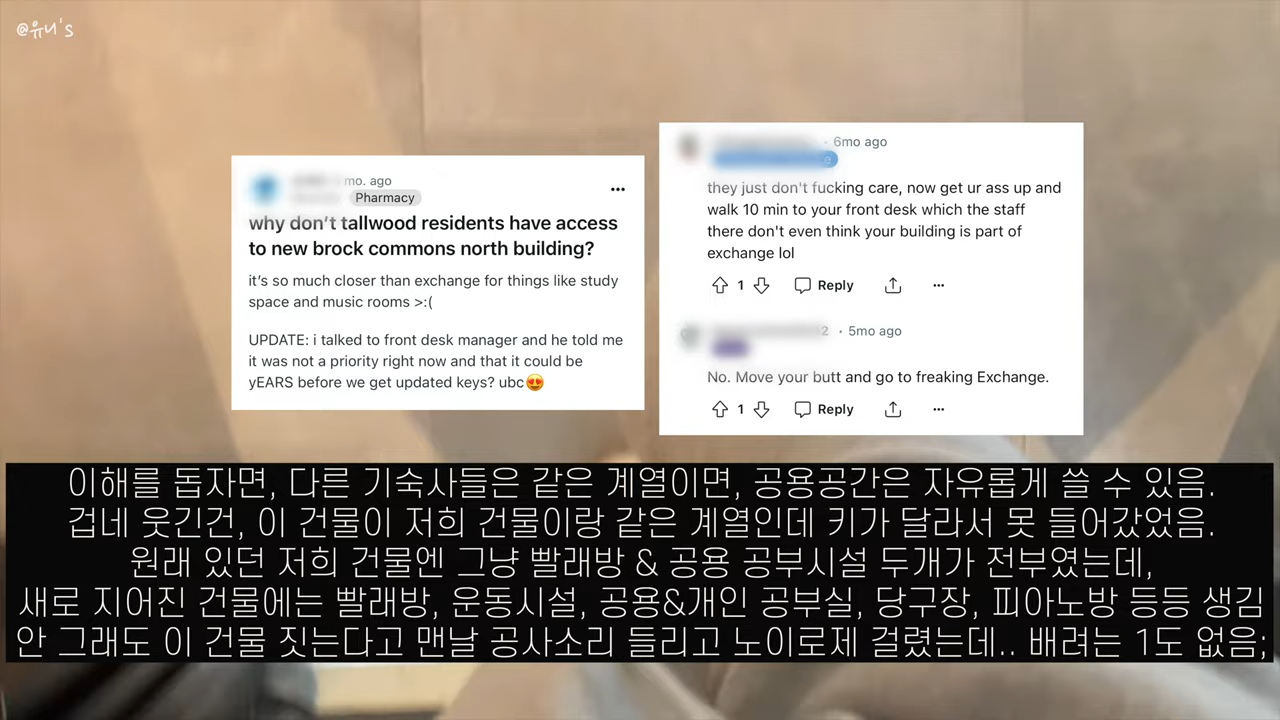 @유니's
mo. ago
Pharmacy
why don't tallwood residents have access
to new brock commons north building?
it's so much closer than exchange for things like study
space and music rooms >:(
UPDATE: i talked to front desk manager and he told me
it was not a priority right now and that it could be
yEARS before we get updated keys? ubc😍
6mo ago
they just don't fucking care, now get ur ass up and
walk 10 min to your front desk which the staff
there don't even think your building is part of
exchange lol
1 Reply
2 · 5mo ago
No. Move your butt and go to freaking Exchange.
1 Reply
이해를 돕자면, 다른 기숙사들은 같은 계열이면, 공용공간은 자유롭게 쓸 수 있음.
겁네 웃긴건, 이 건물이 저희 건물이랑 같은 계열인데 키가 달라서 못 들어갔었음.
원래 있던 저희 건물엔 그냥 빨래방 & 공용 공부시설 두개가 전부였는데,
새로 지어진 건물에는 빨래방, 운동시설, 공용&개인 공부실, 당구장, 피아노방 등등 생김
안 그래도 이 건물 짓는다고 맨날 공사소리 들리고 노이로제 걸렸는데.. 배려는 1도 없음;